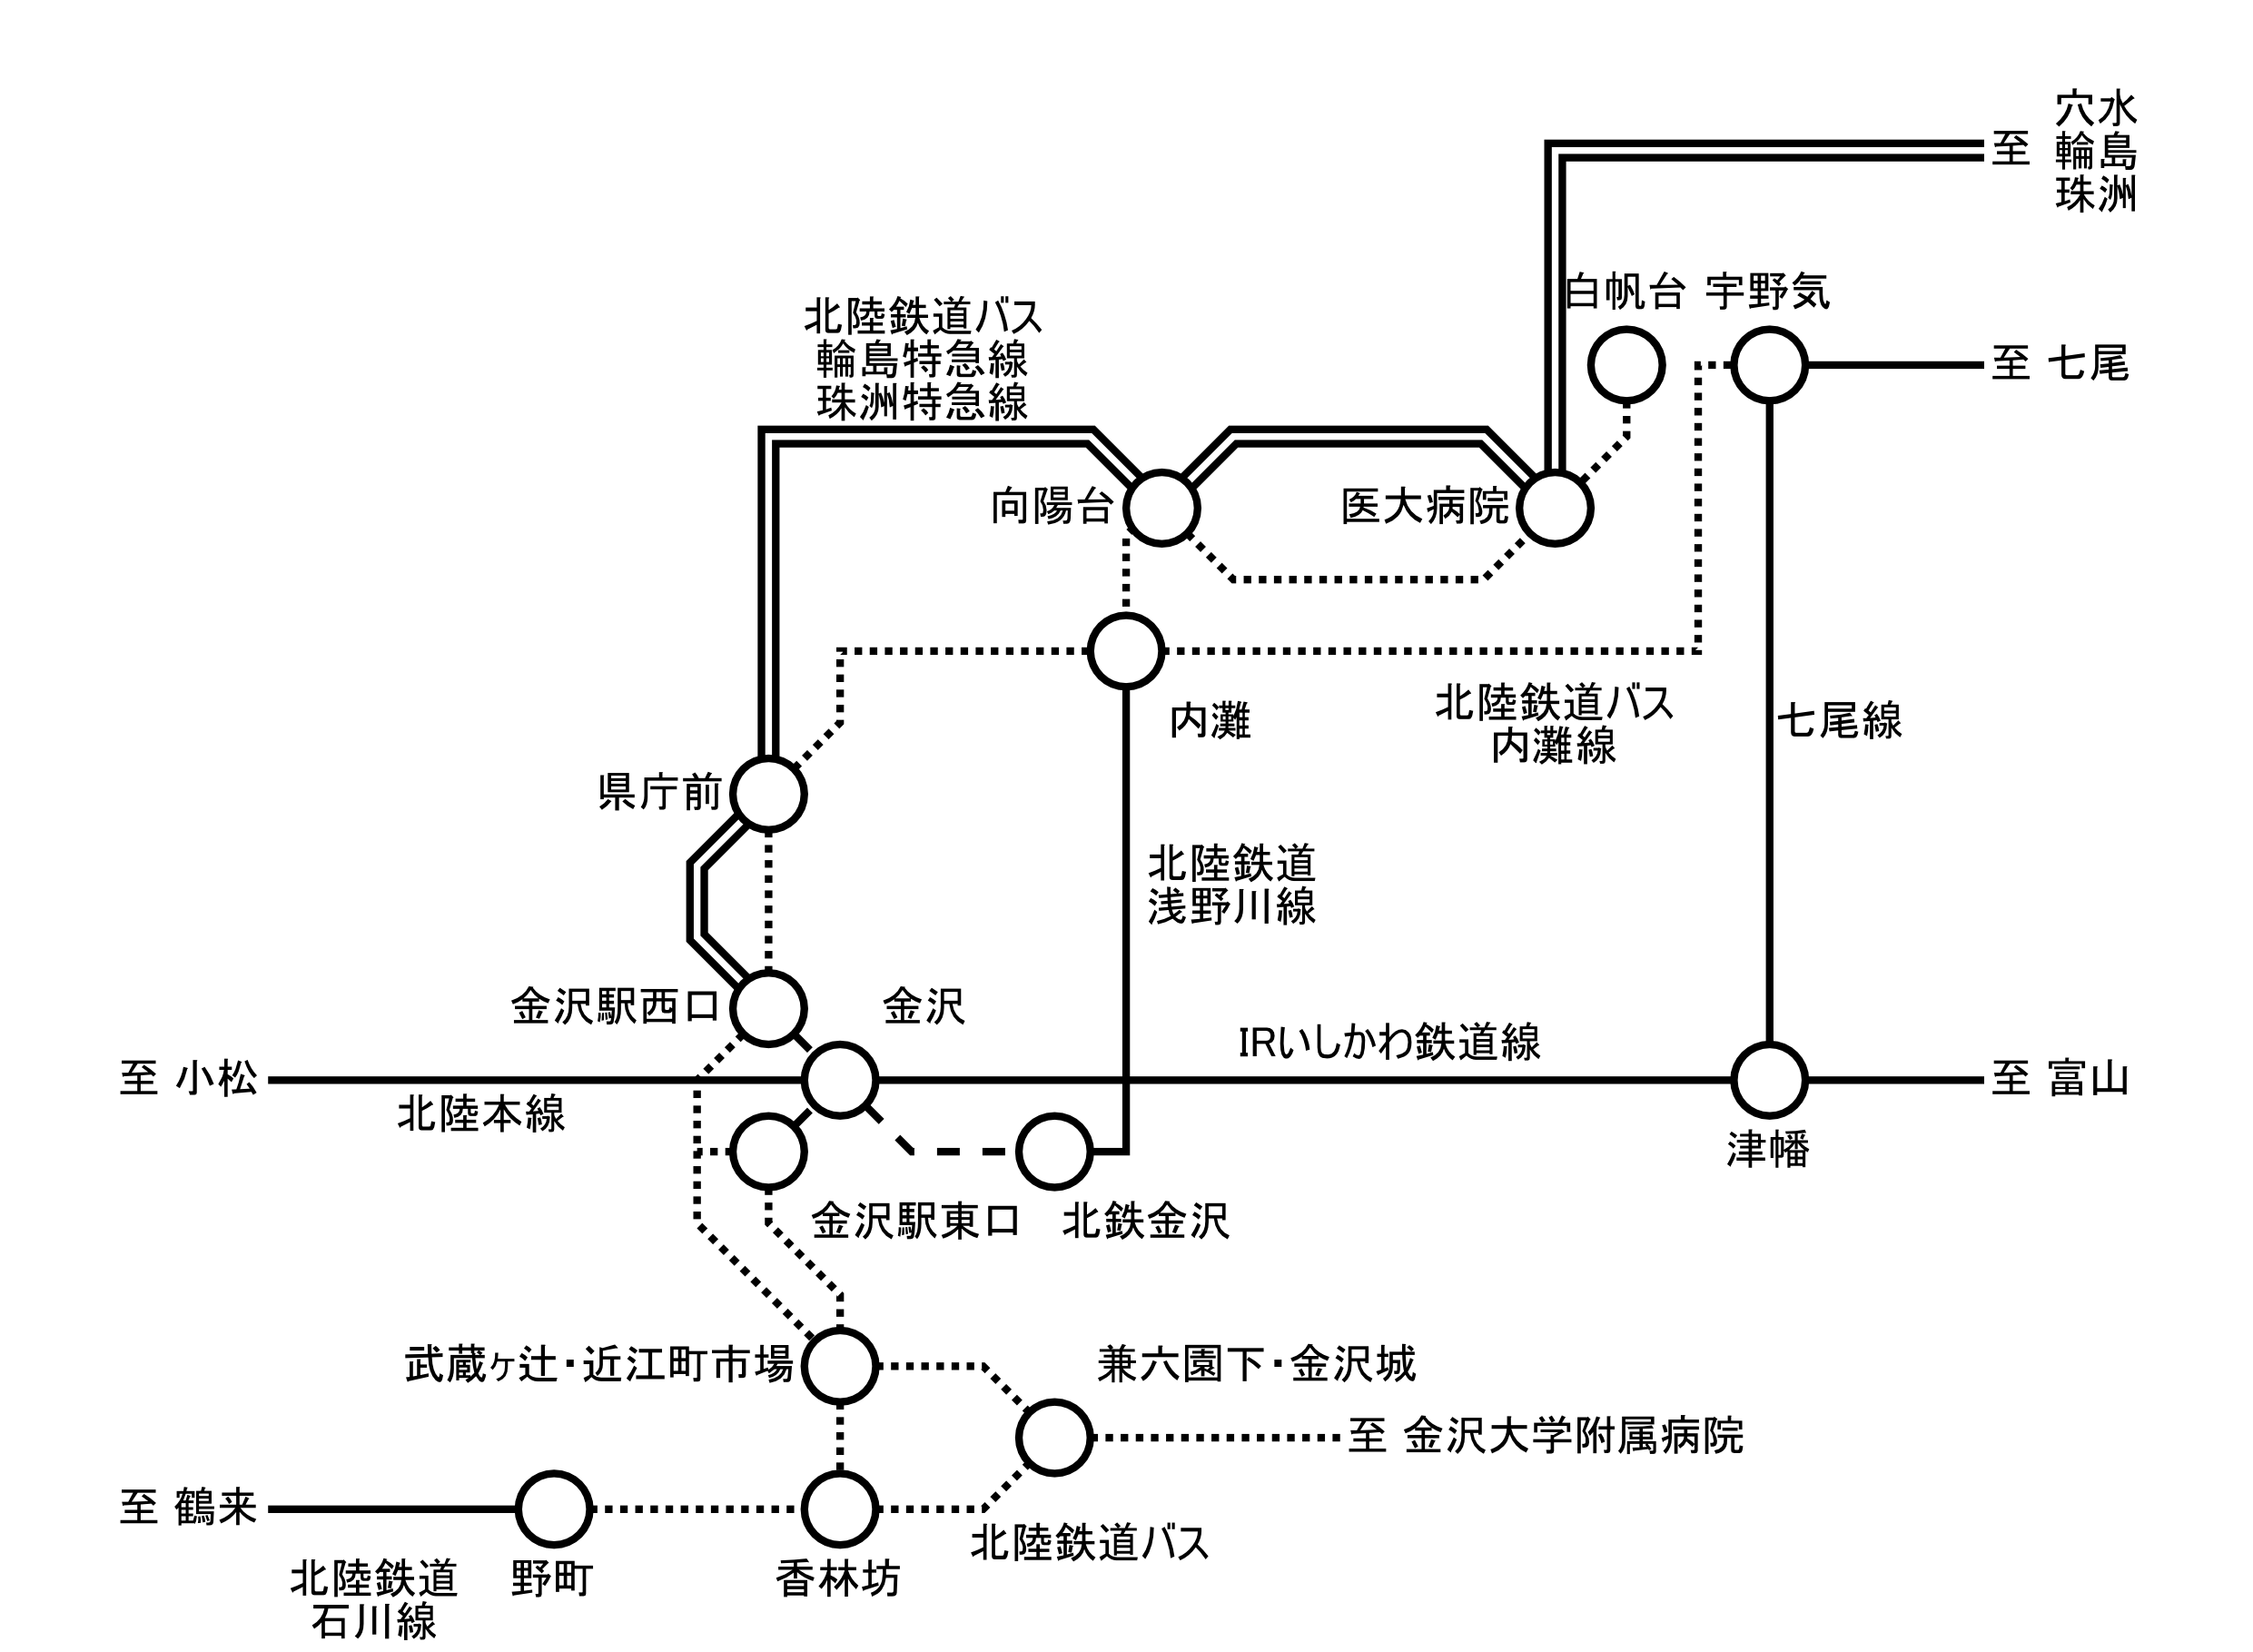 穴水
至 輪島
珠洲
白帆台 宇野気
北陸鉄道バス
輪島特急線
珠洲特急線
至 七尾
向陽台
医大病院
内灘
北陸鉄道バス
内灘線
七尾線
県庁前
北陸鉄道
浅野川線
金沢駅西口
金沢
IRいしかわ鉄道線
至 小松
北陸本線
至 富山
津幡
金沢駅東口
北鉄金沢
武蔵ヶ辻・近江町市場
兼六園下・金沢城
至 金沢大学附属病院
至 鶴来
北陸鉄道バス
北陸鉄道
石川線
野町
香林坊